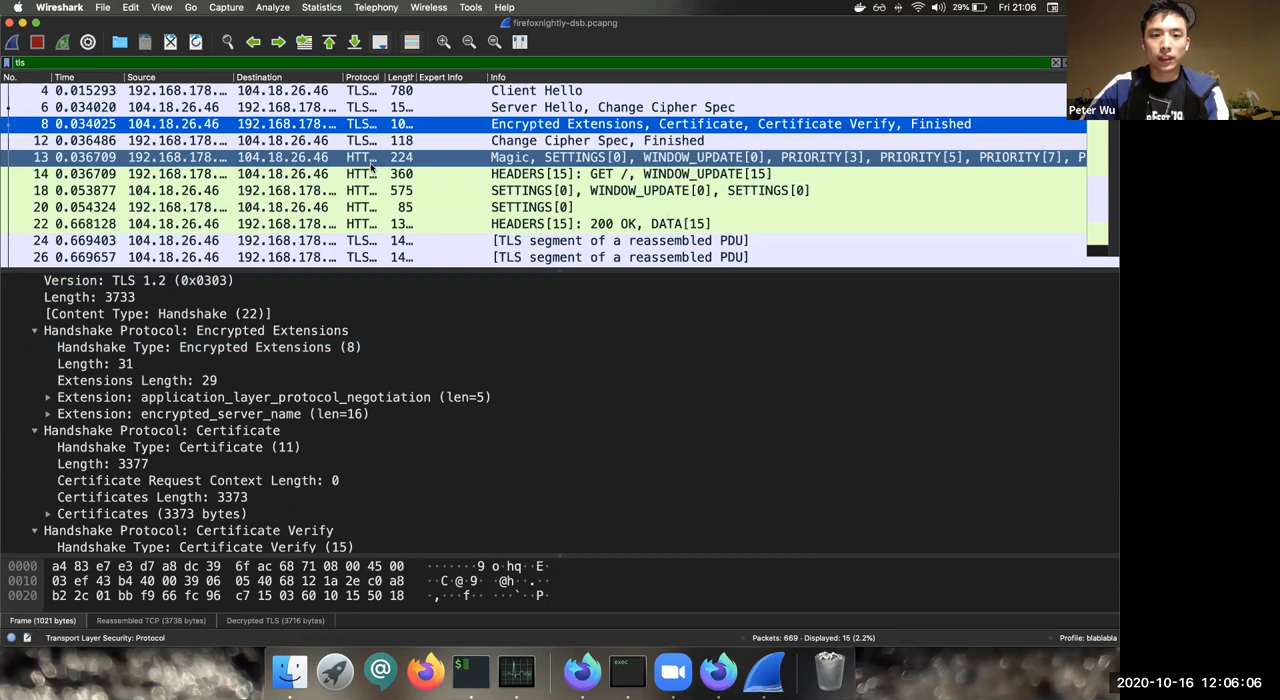 Wireshark File Edit View Go Capture Analyze Statistics Telephony Wireless Tools Help 29% Fri 21:06
firefoxnightly-dsb.pcapng
tls
No. Time Source Destination Protocol Lengtł Expert Info Info
4 0.015293 192.168.178.… 104.18.26.46 TLS… 780 Client Hello
6 0.034020 104.18.26.46 192.168.178.… TLS… 15… Server Hello, Change Cipher Spec
8 0.034025 104.18.26.46 192.168.178.… TLS… 10… Encrypted Extensions, Certificate, Certificate Verify, Finished
12 0.036486 192.168.178.… 104.18.26.46 TLS… 118 Change Cipher Spec, Finished
13 0.036709 192.168.178.… 104.18.26.46 HTT… 224 Magic, SETTINGS[0], WINDOW_UPDATE[0], PRIORITY[3], PRIORITY[5], PRIORITY[7], P
14 0.036709 192.168.178.… 104.18.26.46 HTT… 360 HEADERS[15]: GET /, WINDOW_UPDATE[15]
18 0.053877 104.18.26.46 192.168.178.… HTT… 575 SETTINGS[0], WINDOW_UPDATE[0], SETTINGS[0]
20 0.054324 192.168.178.… 104.18.26.46 HTT… 85 SETTINGS[0]
22 0.668128 104.18.26.46 192.168.178.… HTT… 13… HEADERS[15]: 200 OK, DATA[15]
24 0.669403 104.18.26.46 192.168.178.… TLS… 14… [TLS segment of a reassembled PDU]
26 0.669657 104.18.26.46 192.168.178.… TLS… 14… [TLS segment of a reassembled PDU]
Version: TLS 1.2 (0x0303)
Length: 3733
[Content Type: Handshake (22)]
Handshake Protocol: Encrypted Extensions
Handshake Type: Encrypted Extensions (8)
Length: 31
Extensions Length: 29
Extension: application_layer_protocol_negotiation (len=5)
Extension: encrypted_server_name (len=16)
Handshake Protocol: Certificate
Handshake Type: Certificate (11)
Length: 3377
Certificate Request Context Length: 0
Certificates Length: 3373
Certificates (3373 bytes)
Handshake Protocol: Certificate Verify
Handshake Type: Certificate Verify (15)
0000 a4 83 e7 e3 d7 a8 dc 39 6f ac 68 71 08 00 45 00 ·······9 o·hq··E·
0010 03 ef 43 b4 40 00 39 06 05 40 68 12 1a 2e c0 a8 ··C·@·9· ·@h··.··
0020 b2 2c 01 bb f9 66 fc 96 c7 15 03 60 10 15 50 18 ·,···f·· ···`··P·
Frame (1021 bytes) Reassembled TCP (3738 bytes) Decrypted TLS (3716 bytes)
Transport Layer Security: Protocol Packets: 669 · Displayed: 15 (2.2%) Profile: blablabla
Peter Wu
exec
2020-10-16 12:06:06